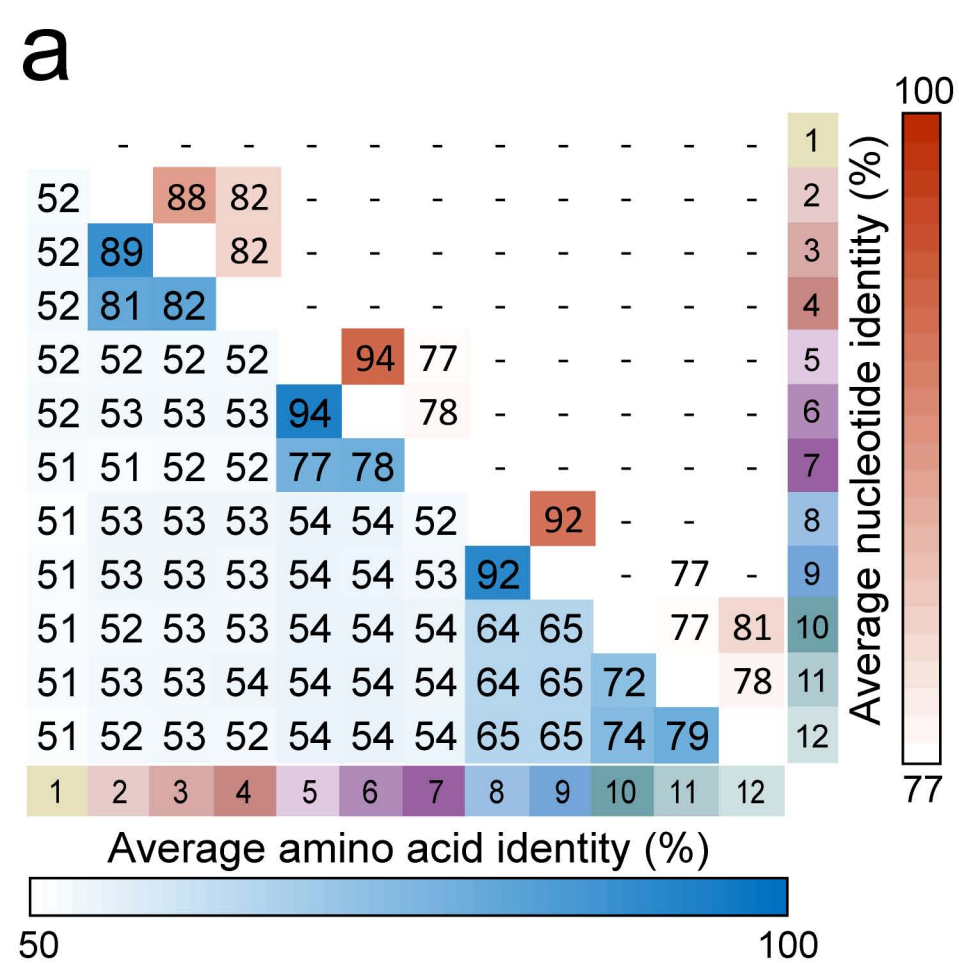 a
100
- - - - - - - - - - - 1
52 88 82 - - - - - - - - 2
52 89 82 - - - - - - - - 3
52 81 82 - - - - - - - - 4
52 52 52 52 94 77 - - - - - 5
52 53 53 53 94 78 - - - - - 6
51 51 52 52 77 78 - - - - - 7
51 53 53 53 54 54 52 92 - - - 8
51 53 53 53 54 54 53 92 - 77 - 9
51 52 53 53 54 54 54 64 65 77 81 10
51 53 53 54 54 54 54 64 65 72 78 11
51 52 53 52 54 54 54 65 65 74 79 12
1 2 3 4 5 6 7 8 9 10 11 12
Average nucleotide identity (%)
77
Average amino acid identity (%)
50 100